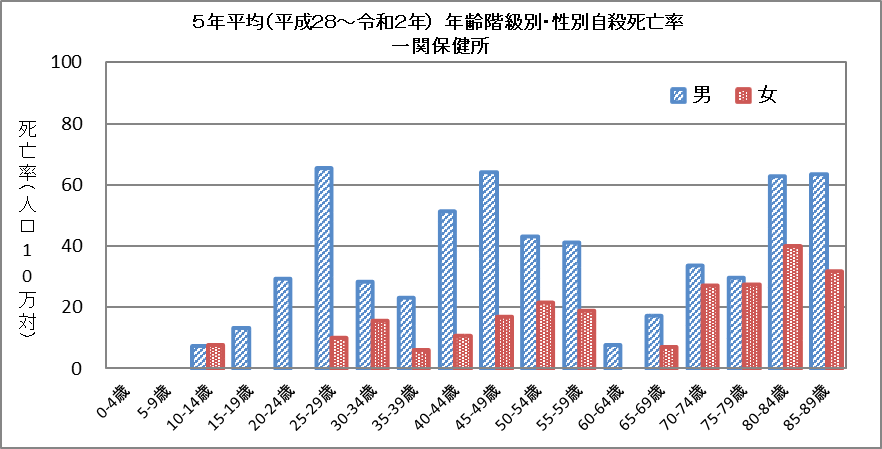 5年平均(平成28～令和2年) 年齢階級別・性別自殺死亡率
一関保健所
男 女
死亡率(人口10万対)
100
80
60
40
20
0
0-4歳
5-9歳
10-14歳
15-19歳
20-24歳
25-29歳
30-34歳
35-39歳
40-44歳
45-49歳
50-54歳
55-59歳
60-64歳
65-69歳
70-74歳
75-79歳
80-84歳
85-89歳